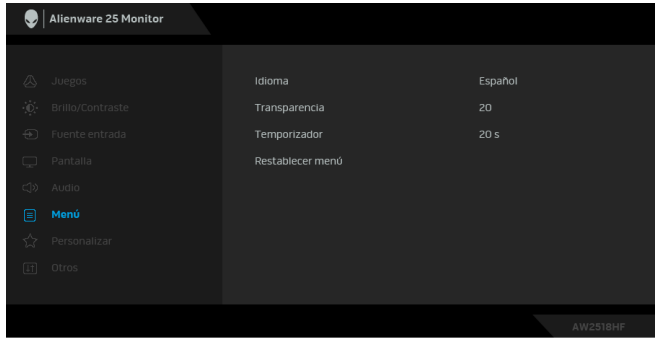 Alienware 25 Monitor
Juegos
Idioma Español
Brillo/Contraste
Transparencia 20
Fuente entrada
Temporizador 20 s
Pantalla
Restablecer menú
Audio
Menú
Personalizar
Otros
AW2518HF